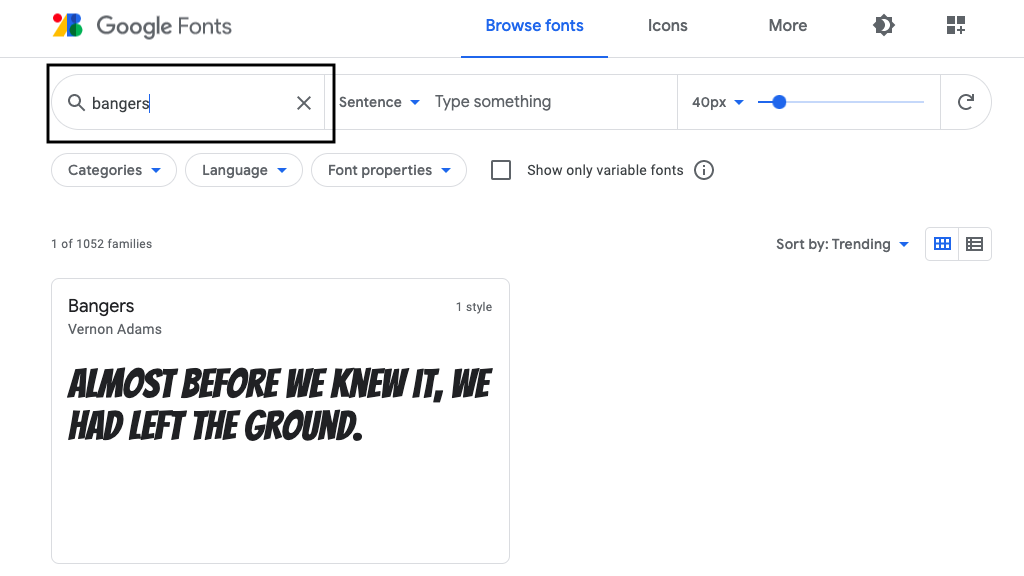 Google Fonts
Browse fonts
Icons
More
bangers
Sentence
Type something
40px
Categories
Language
Font properties
Show only variable fonts
1 of 1052 families
Sort by: Trending
Bangers
1 style
Vernon Adams
ALMOST BEFORE WE KNEW IT, WE
HAD LEFT THE GROUND.